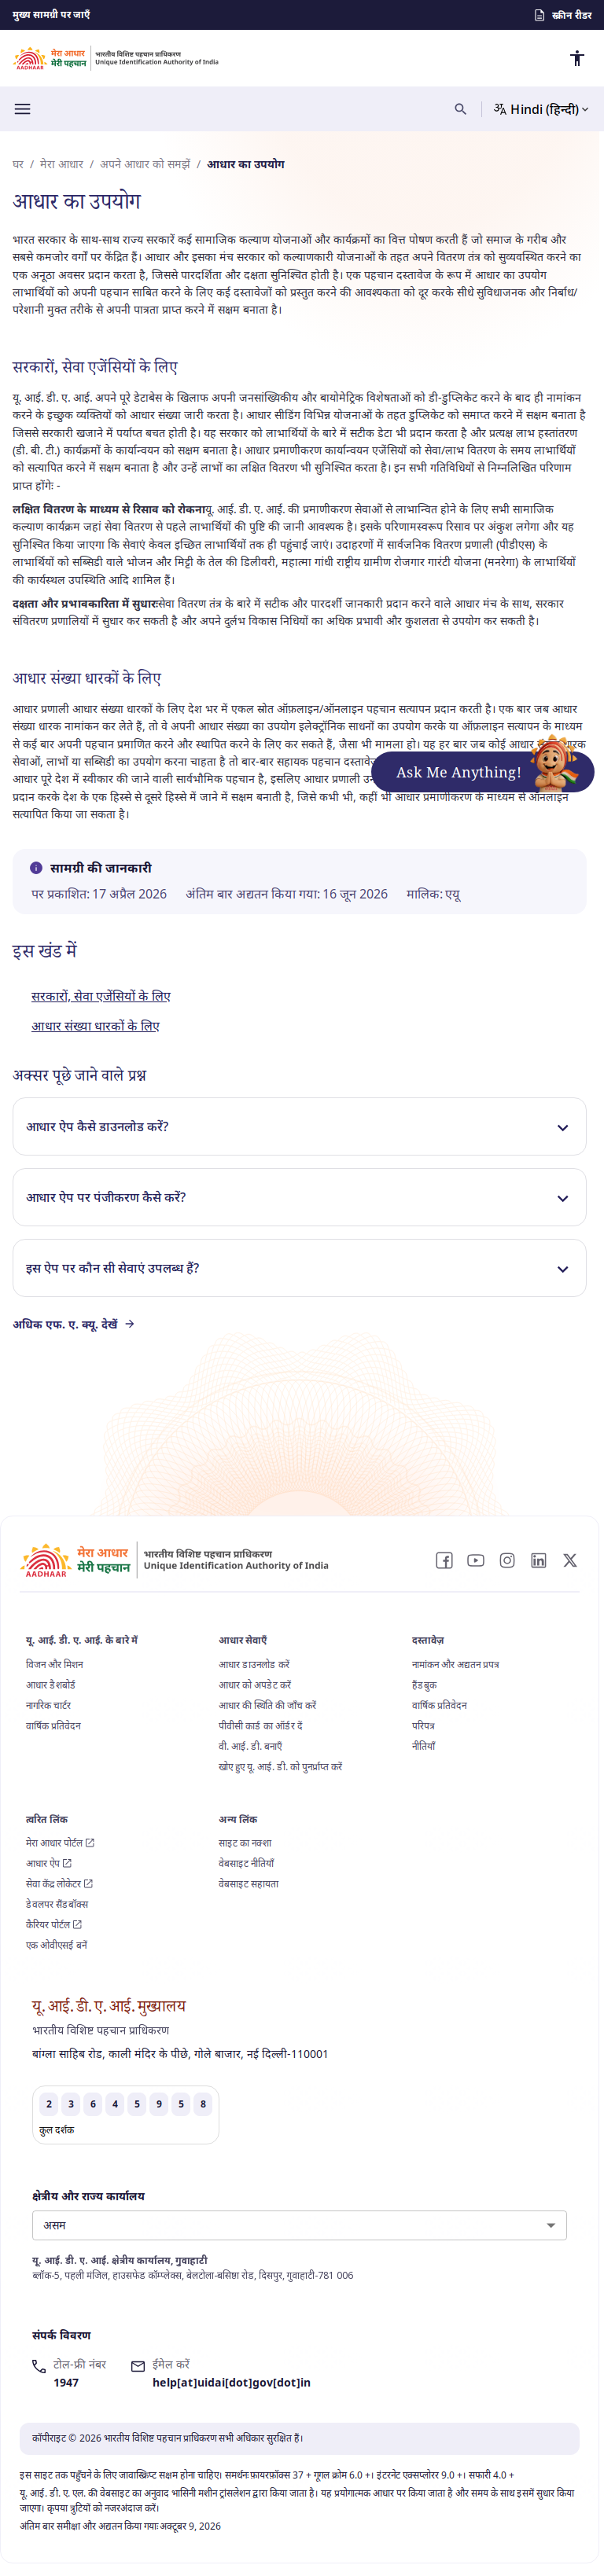 मुख्य सामग्री पर जाएँ
स्क्रीन रीडर
AADHAAR
मेरा आधार
मेरी पहचान
भारतीय विशिष्ट पहचान प्राधिकरण
Unique Identification Authority of India
Hindi (हिन्दी)
घर / मेरा आधार / अपने आधार को समझें / आधार का उपयोग
आधार का उपयोग
भारत सरकार के साथ-साथ राज्य सरकारें कई सामाजिक कल्याण योजनाओं और कार्यक्रमों का वित्त पोषण करती हैं जो समाज के गरीब और
सबसे कमजोर वर्गों पर केंद्रित हैं। आधार और इसका मंच सरकार को कल्याणकारी योजनाओं के तहत अपने वितरण तंत्र को सुव्यवस्थित करने का
एक अनूठा अवसर प्रदान करता है, जिससे पारदर्शिता और दक्षता सुनिश्चित होती है। एक पहचान दस्तावेज के रूप में आधार का उपयोग
लाभार्थियों को अपनी पहचान साबित करने के लिए कई दस्तावेजों को प्रस्तुत करने की आवश्यकता को दूर करके सीधे सुविधाजनक और निर्बाध/
परेशानी मुक्त तरीके से अपनी पात्रता प्राप्त करने में सक्षम बनाता है।
सरकारों, सेवा एजेंसियों के लिए
यू. आई. डी. ए. आई. अपने पूरे डेटाबेस के खिलाफ अपनी जनसांख्यिकीय और बायोमेट्रिक विशेषताओं को डी-डुप्लिकेट करने के बाद ही नामांकन
करने के इच्छुक व्यक्तियों को आधार संख्या जारी करता है। आधार सीडिंग विभिन्न योजनाओं के तहत डुप्लिकेट को समाप्त करने में सक्षम बनाता है
जिससे सरकारी खजाने में पर्याप्त बचत होती है। यह सरकार को लाभार्थियों के बारे में सटीक डेटा भी प्रदान करता है और प्रत्यक्ष लाभ हस्तांतरण
(डी. बी. टी.) कार्यक्रमों के कार्यान्वयन को सक्षम बनाता है। आधार प्रमाणीकरण कार्यान्वयन एजेंसियों को सेवा/लाभ वितरण के समय लाभार्थियों
को सत्यापित करने में सक्षम बनाता है और उन्हें लाभों का लक्षित वितरण भी सुनिश्चित करता है। इन सभी गतिविधियों से निम्नलिखित परिणाम
प्राप्त होंगेः -
लक्षित वितरण के माध्यम से रिसाव को रोकनायू. आई. डी. ए. आई. की प्रमाणीकरण सेवाओं से लाभान्वित होने के लिए सभी सामाजिक
कल्याण कार्यक्रम जहां सेवा वितरण से पहले लाभार्थियों की पुष्टि की जानी आवश्यक है। इसके परिणामस्वरूप रिसाव पर अंकुश लगेगा और यह
सुनिश्चित किया जाएगा कि सेवाएं केवल इच्छित लाभार्थियों तक ही पहुंचाई जाएं। उदाहरणों में सार्वजनिक वितरण प्रणाली (पीडीएस) के
लाभार्थियों को सब्सिडी वाले भोजन और मिट्टी के तेल की डिलीवरी, महात्मा गांधी राष्ट्रीय ग्रामीण रोजगार गारंटी योजना (मनरेगा) के लाभार्थियों
की कार्यस्थल उपस्थिति आदि शामिल हैं।
दक्षता और प्रभावकारिता में सुधारःसेवा वितरण तंत्र के बारे में सटीक और पारदर्शी जानकारी प्रदान करने वाले आधार मंच के साथ, सरकार
संवितरण प्रणालियों में सुधार कर सकती है और अपने दुर्लभ विकास निधियों का अधिक प्रभावी और कुशलता से उपयोग कर सकती है।
आधार संख्या धारकों के लिए
आधार प्रणाली आधार संख्या धारकों के लिए देश भर में एकल स्रोत ऑफ़लाइन/ऑनलाइन पहचान सत्यापन प्रदान करती है। एक बार जब आधार
संख्या धारक नामांकन कर लेते हैं, तो वे अपनी आधार संख्या का उपयोग इलेक्ट्रॉनिक साधनों का उपयोग करके या ऑफ़लाइन सत्यापन के माध्यम
से कई बार अपनी पहचान प्रमाणित करने और स्थापित करने के लिए कर सकते हैं, जैसा भी मामला हो। यह हर बार जब कोई आधार धारक
सेवाओं, लाभों या सब्सिडी का उपयोग करना चाहता है तो बार-बार सहायक पहचान दस्तावेज़
आधार पूरे देश में स्वीकार की जाने वाली सार्वभौमिक पहचान है, इसलिए आधार प्रणाली
Ask Me Anything!
प्रदान करके देश के एक हिस्से से दूसरे हिस्से में जाने में सक्षम बनाती है, जिसे कभी भी, कहीं भी आधार प्रमाणीकरण के माध्यम से ऑनलाइन
सत्यापित किया जा सकता है।
सामग्री की जानकारी
पर प्रकाशित: 17 अप्रैल 2026 अंतिम बार अद्यतन किया गया: 16 जून 2026 मालिक: एयू
इस खंड में
सरकारों, सेवा एजेंसियों के लिए
आधार संख्या धारकों के लिए
अक्सर पूछे जाने वाले प्रश्न
आधार ऐप कैसे डाउनलोड करें?
आधार ऐप पर पंजीकरण कैसे करें?
इस ऐप पर कौन सी सेवाएं उपलब्ध हैं?
अधिक एफ. ए. क्यू. देखें
AADHAAR
मेरा आधार
मेरी पहचान
भारतीय विशिष्ट पहचान प्राधिकरण
Unique Identification Authority of India
यू. आई. डी. ए. आई. के बारे में
विजन और मिशन
आधार डैशबोर्ड
नागरिक चार्टर
वार्षिक प्रतिवेदन
आधार सेवाएँ
आधार डाउनलोड करें
आधार को अपडेट करें
आधार की स्थिति की जाँच करें
पीवीसी कार्ड का ऑर्डर दें
वी. आई. डी. बनाएँ
खोए हुए यू. आई. डी. को पुनर्प्राप्त करें
दस्तावेज़
नामांकन और अद्यतन प्रपत्र
हैंडबुक
वार्षिक प्रतिवेदन
परिपत्र
नीतियाँ
त्वरित लिंक
मेरा आधार पोर्टल
आधार ऐप
सेवा केंद्र लोकेटर
डेवलपर सैंडबॉक्स
कैरियर पोर्टल
एक ओवीएसई बनें
अन्य लिंक
साइट का नक्शा
वेबसाइट नीतियाँ
वेबसाइट सहायता
यू. आई. डी. ए. आई. मुख्यालय
भारतीय विशिष्ट पहचान प्राधिकरण
बांग्ला साहिब रोड, काली मंदिर के पीछे, गोले बाजार, नई दिल्ली-110001
2 3 6 4 5 9 5 8
कुल दर्शक
क्षेत्रीय और राज्य कार्यालय
असम
यू. आई. डी. ए. आई. क्षेत्रीय कार्यालय, गुवाहाटी
ब्लॉक-5, पहली मंजिल, हाउसफेड कॉम्प्लेक्स, बेलटोला-बसिष्ठा रोड, दिसपुर, गुवाहाटी-781 006
संपर्क विवरण
टोल-फ्री नंबर
1947
ईमेल करें
help[at]uidai[dot]gov[dot]in
कॉपीराइट © 2026 भारतीय विशिष्ट पहचान प्राधिकरण सभी अधिकार सुरक्षित हैं।
इस साइट तक पहुँचने के लिए जावास्क्रिप्ट सक्षम होना चाहिए। समर्थनः फ़ायरफ़ॉक्स 37 + गूगल क्रोम 6.0 +। इंटरनेट एक्सप्लोरर 9.0 +। सफारी 4.0 +
यू. आई. डी. ए. एल. की वेबसाइट का अनुवाद भासिनी मशीन ट्रांसलेशन द्वारा किया जाता है। यह प्रयोगात्मक आधार पर किया जाता है और समय के साथ इसमें सुधार किया
जाएगा। कृपया त्रुटियों को नजरअंदाज करें।
अंतिम बार समीक्षा और अद्यतन किया गयाः अक्टूबर 9, 2026